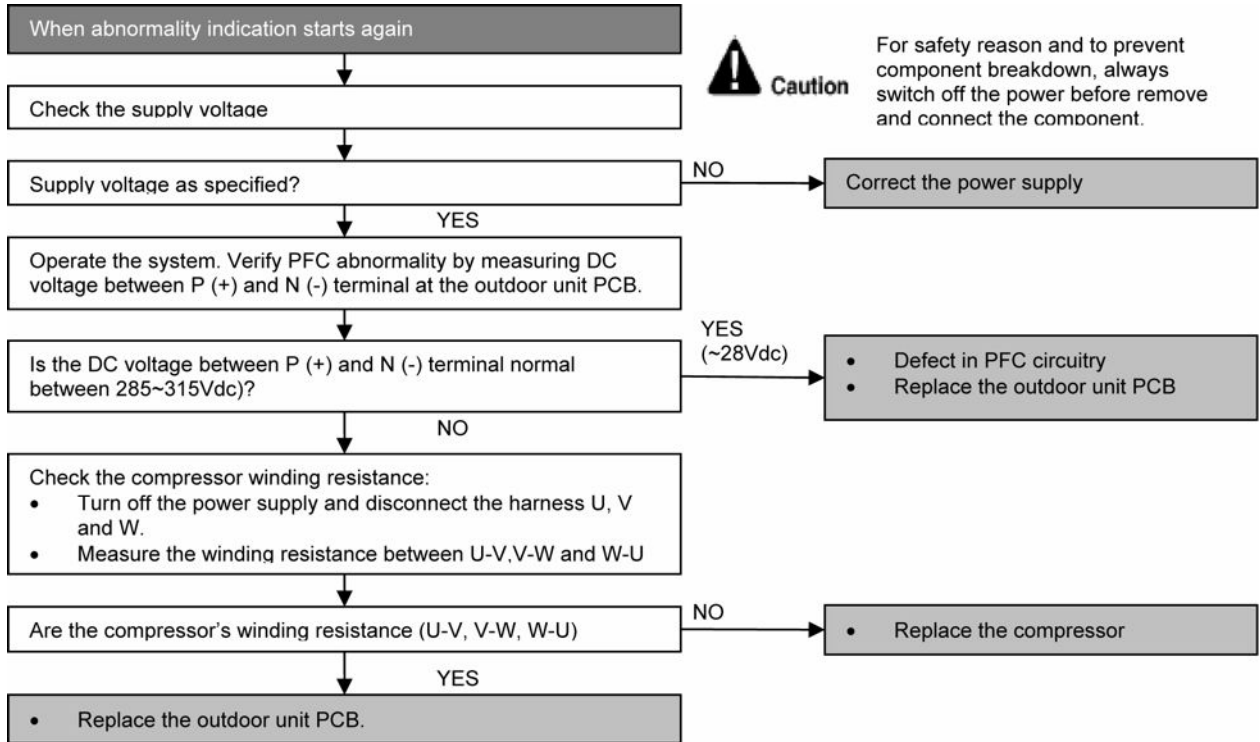 When abnormality indication starts again
For safety reason and to prevent
component breakdown, always
switch off the power before remove
and connect the component.
Caution
Check the supply voltage
Supply voltage as specified?
NO
Correct the power supply
YES
Operate the system. Verify PFC abnormality by measuring DC
voltage between P (+) and N (-) terminal at the outdoor unit PCB.
Is the DC voltage between P (+) and N (-) terminal normal
between 285~315Vdc)?
YES
(~28Vdc)
• Defect in PFC circuitry
• Replace the outdoor unit PCB
NO
Check the compressor winding resistance:
• Turn off the power supply and disconnect the harness U, V
and W.
• Measure the winding resistance between U-V,V-W and W-U
Are the compressor's winding resistance (U-V, V-W, W-U)
NO
• Replace the compressor
YES
• Replace the outdoor unit PCB.